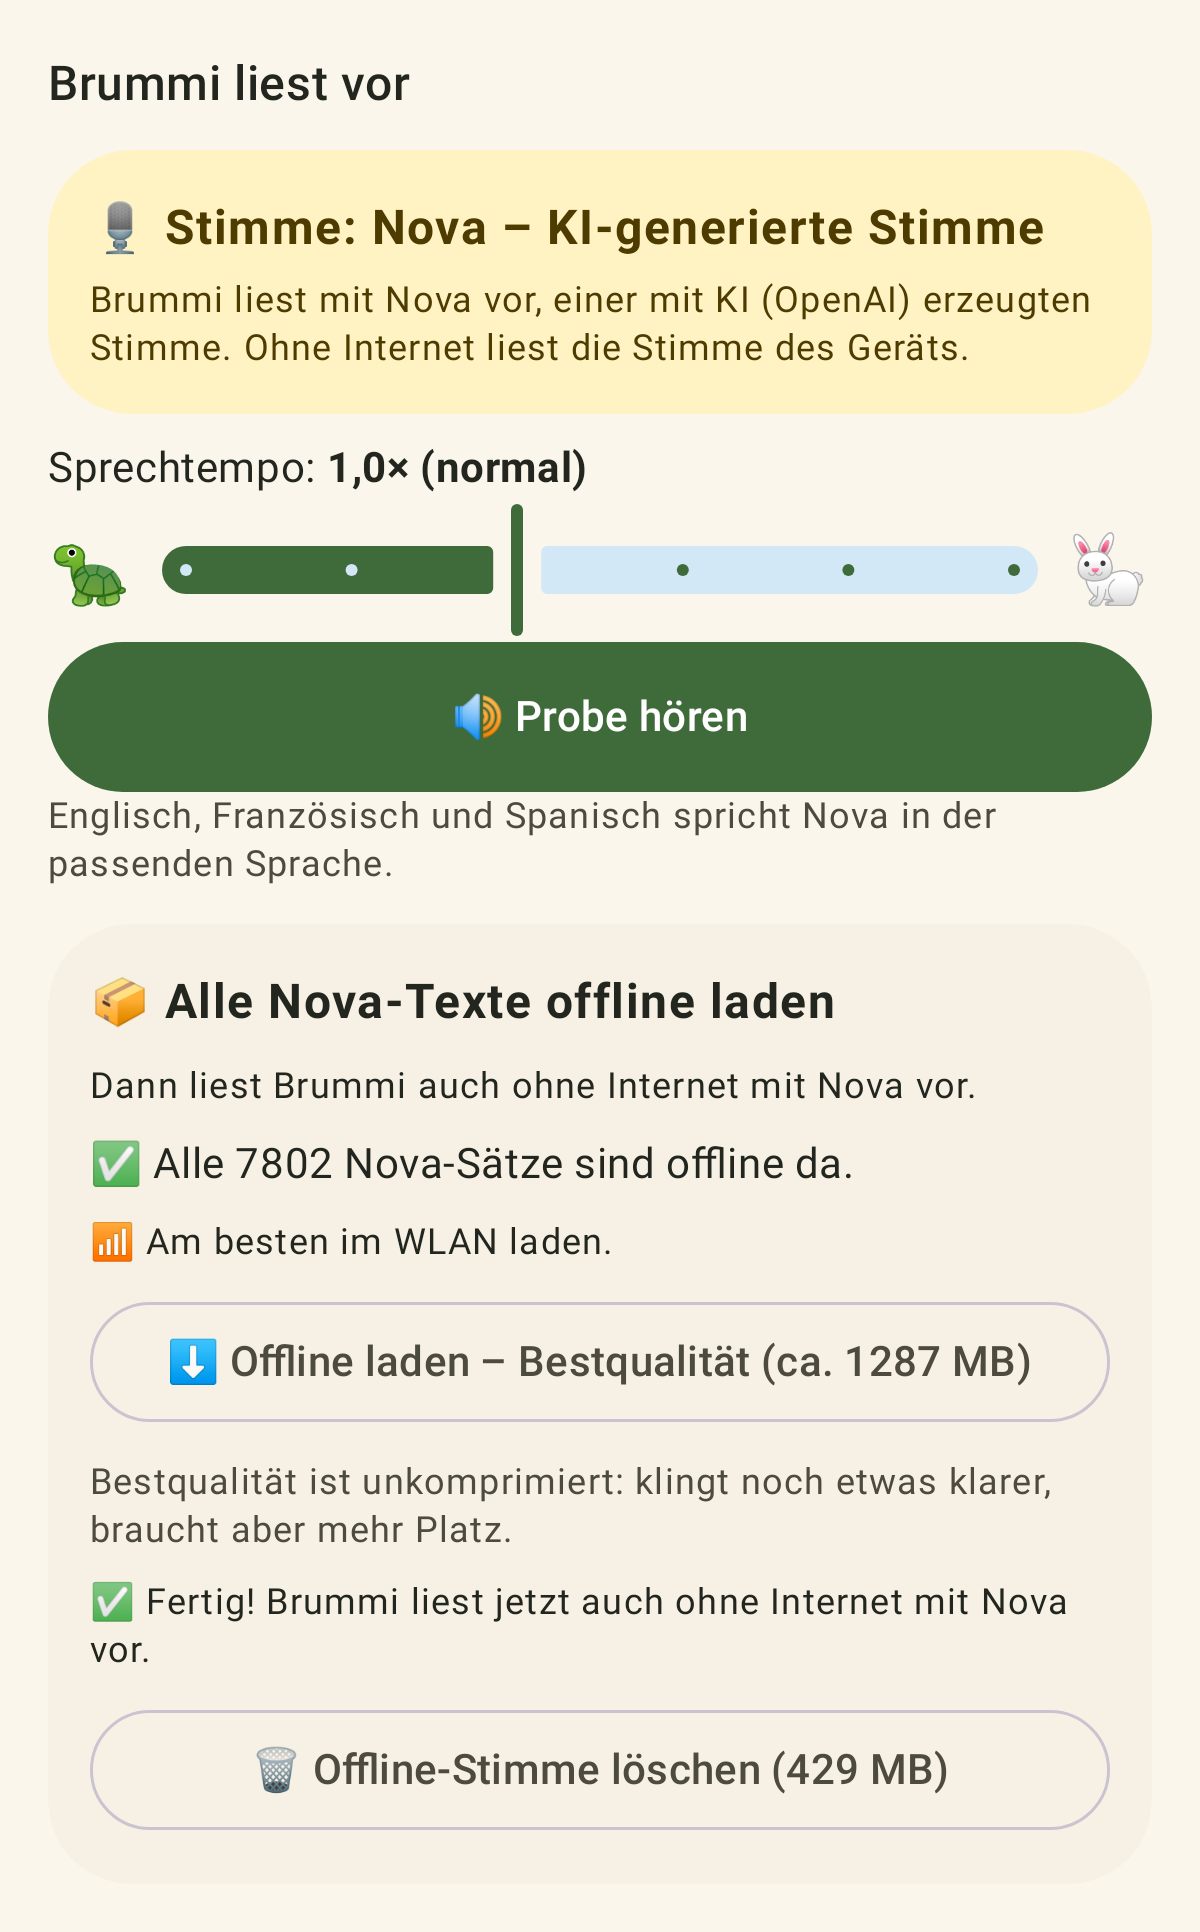 Brummi liest vor
🎙️ Stimme: Nova – KI-generierte Stimme
Brummi liest mit Nova vor, einer mit KI (OpenAI) erzeugten
Stimme. Ohne Internet liest die Stimme des Geräts.
Sprechtempo: 1,0× (normal)
🔊 Probe hören
Englisch, Französisch und Spanisch spricht Nova in der
passenden Sprache.
📦 Alle Nova-Texte offline laden
Dann liest Brummi auch ohne Internet mit Nova vor.
✅ Alle 7802 Nova-Sätze sind offline da.
📶 Am besten im WLAN laden.
⬇️ Offline laden – Bestqualität (ca. 1287 MB)
Bestqualität ist unkomprimiert: klingt noch etwas klarer,
braucht aber mehr Platz.
✅ Fertig! Brummi liest jetzt auch ohne Internet mit Nova
vor.
🗑️ Offline-Stimme löschen (429 MB)